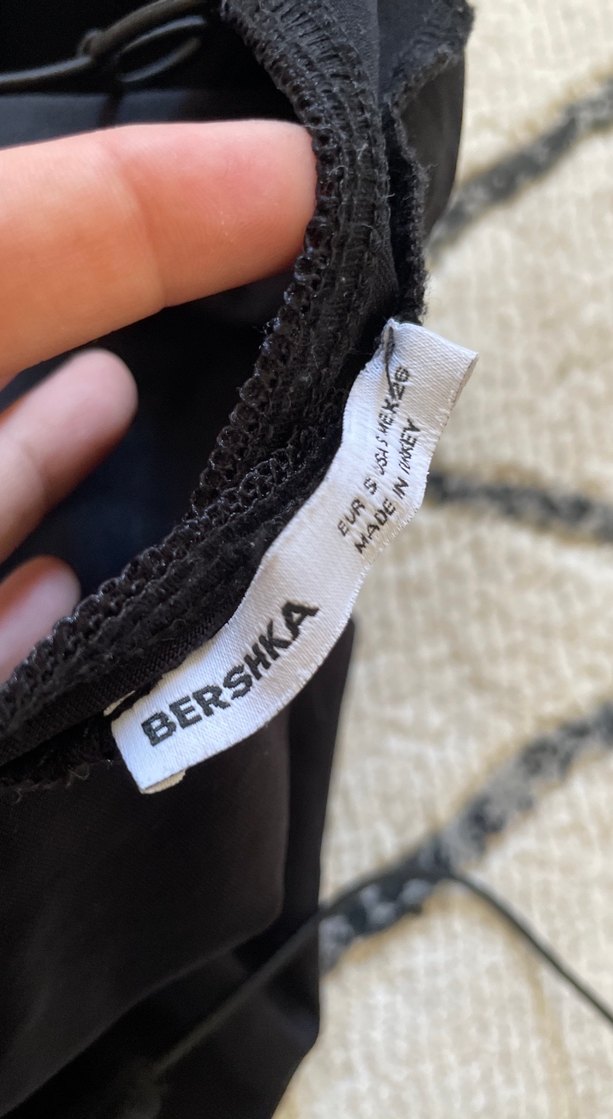 BERSHKA
EUR S USA S MEX 26
MADE IN TURKEY